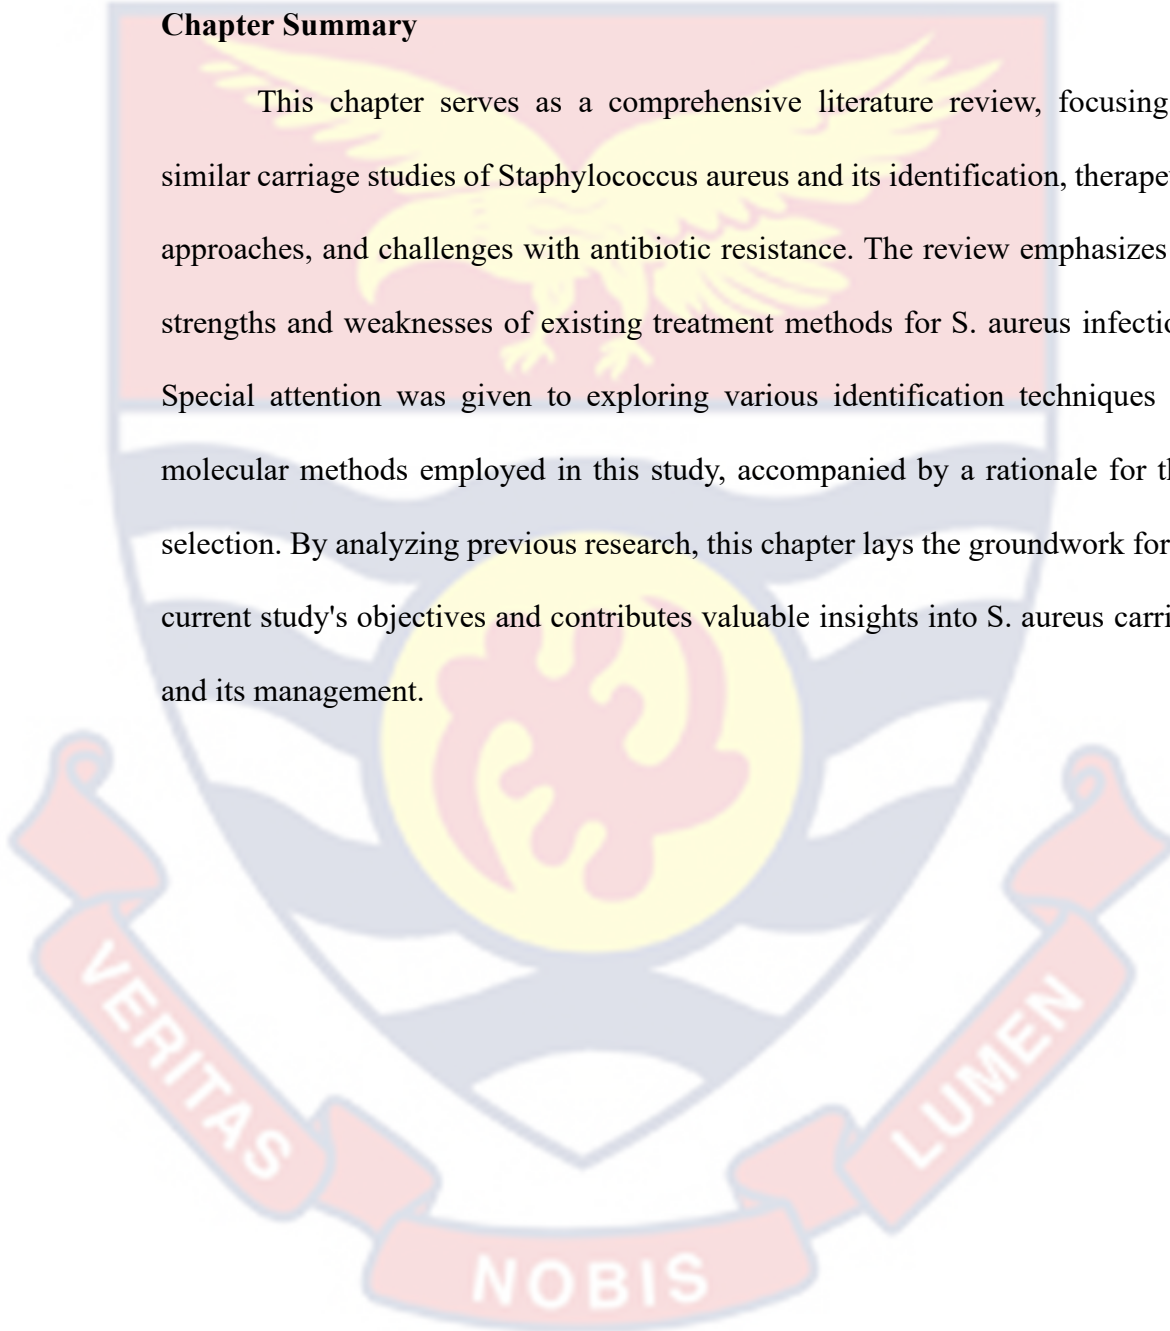 Chapter Summary
This chapter serves as a comprehensive literature review, focusing
similar carriage studies of Staphylococcus aureus and its identification, therape
approaches, and challenges with antibiotic resistance. The review emphasizes
strengths and weaknesses of existing treatment methods for S. aureus infectio
Special attention was given to exploring various identification techniques
molecular methods employed in this study, accompanied by a rationale for th
selection. By analyzing previous research, this chapter lays the groundwork for
current study's objectives and contributes valuable insights into S. aureus carri
and its management.
VERITAS
NOBIS
LUMEN